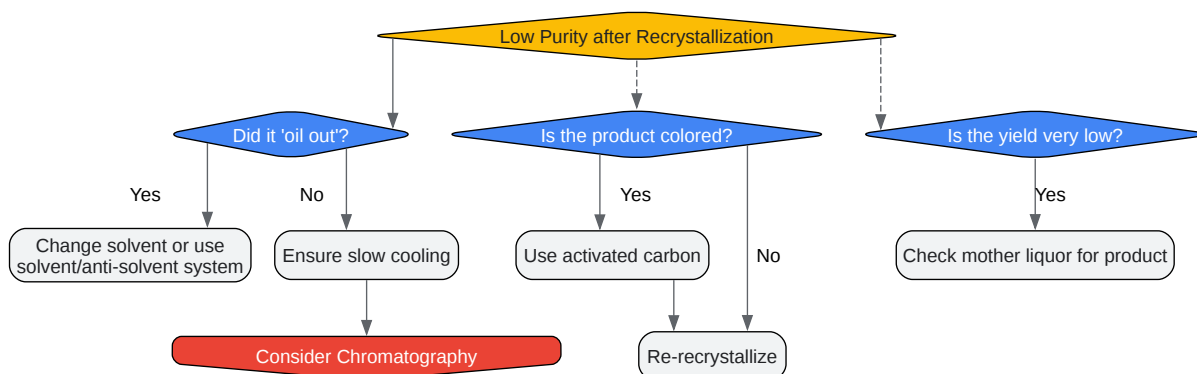 Low Purity after Recrystallization
Did it 'oil out'?
Is the product colored?
Is the yield very low?
Yes
No
Yes
Yes
Change solvent or use
solvent/anti-solvent system
Ensure slow cooling
Use activated carbon
No
Check mother liquor for product
Consider Chromatography
Re-recrystallize